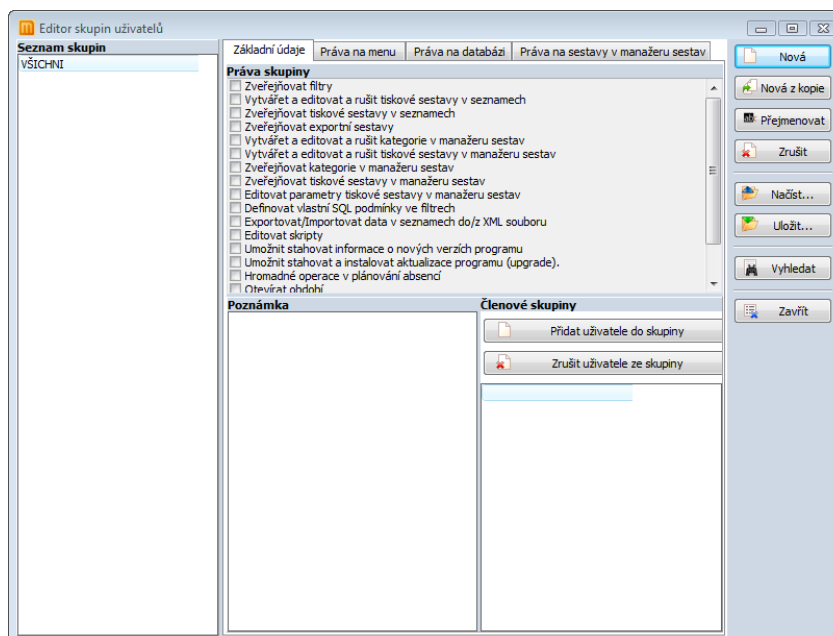 Editor skupin uživatelů
Seznam skupin
VŠICHNI
Základní údaje
Práva na menu
Práva na databázi
Práva na sestavy v manažeru sestav
Práva skupiny
Zveřejňovat filtry
Vytvářet a editovat a rušit tiskové sestavy v seznamech
Zveřejňovat tiskové sestavy v seznamech
Zveřejňovat exportní sestavy
Vytvářet a editovat a rušit kategorie v manažeru sestav
Vytvářet a editovat a rušit tiskové sestavy v manažeru sestav
Zveřejňovat kategorie v manažeru sestav
Zveřejňovat tiskové sestavy v manažeru sestav
Editovat parametry tiskové sestavy v manažeru sestav
Definovat vlastní SQL podmínky ve filtrech
Exportovat/Importovat data v seznamech do/z XML souboru
Editovat skripty
Umožnit stahovat informace o nových verzích programu
Umožnit stahovat a instalovat aktualizace programu (upgrade).
Hromadné operace v plánování absencí
Otevírat období
Poznámka
Členové skupiny
Přidat uživatele do skupiny
Zrušit uživatele ze skupiny
Nová
Nová z kopie
Přejmenovat
Zrušit
Načíst...
Uložit...
Vyhledat
Zavřít